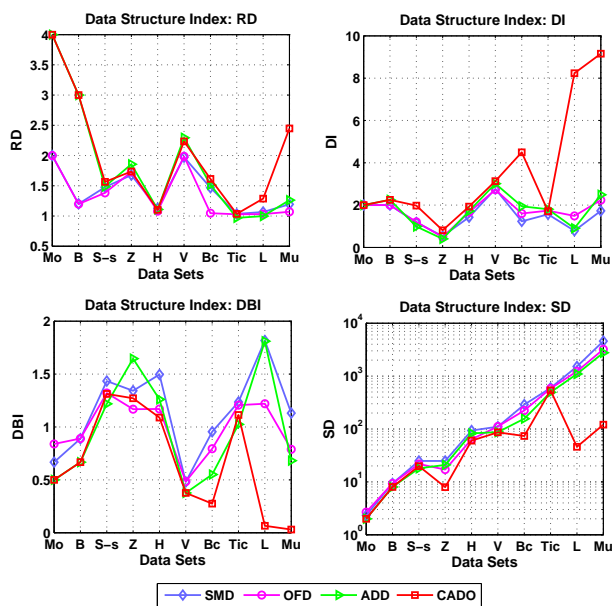 Data Structure Index: RD
4
3.5
3
2.5
2
1.5
1
0.5
RD
Mo B S-s Z H V Bc Tic L Mu
Data Sets
Data Structure Index: DI
10
8
6
4
2
0
DI
Mo B S-s Z H V Bc Tic L Mu
Data Sets
Data Structure Index: DBI
2
1.5
1
0.5
0
DBI
Mo B S-s Z H V Bc Tic L Mu
Data Sets
Data Structure Index: SD
10^4
10^3
10^2
10^1
10^0
SD
Mo B S-s Z H V Bc Tic L Mu
Data Sets
SMD OFD ADD CADO